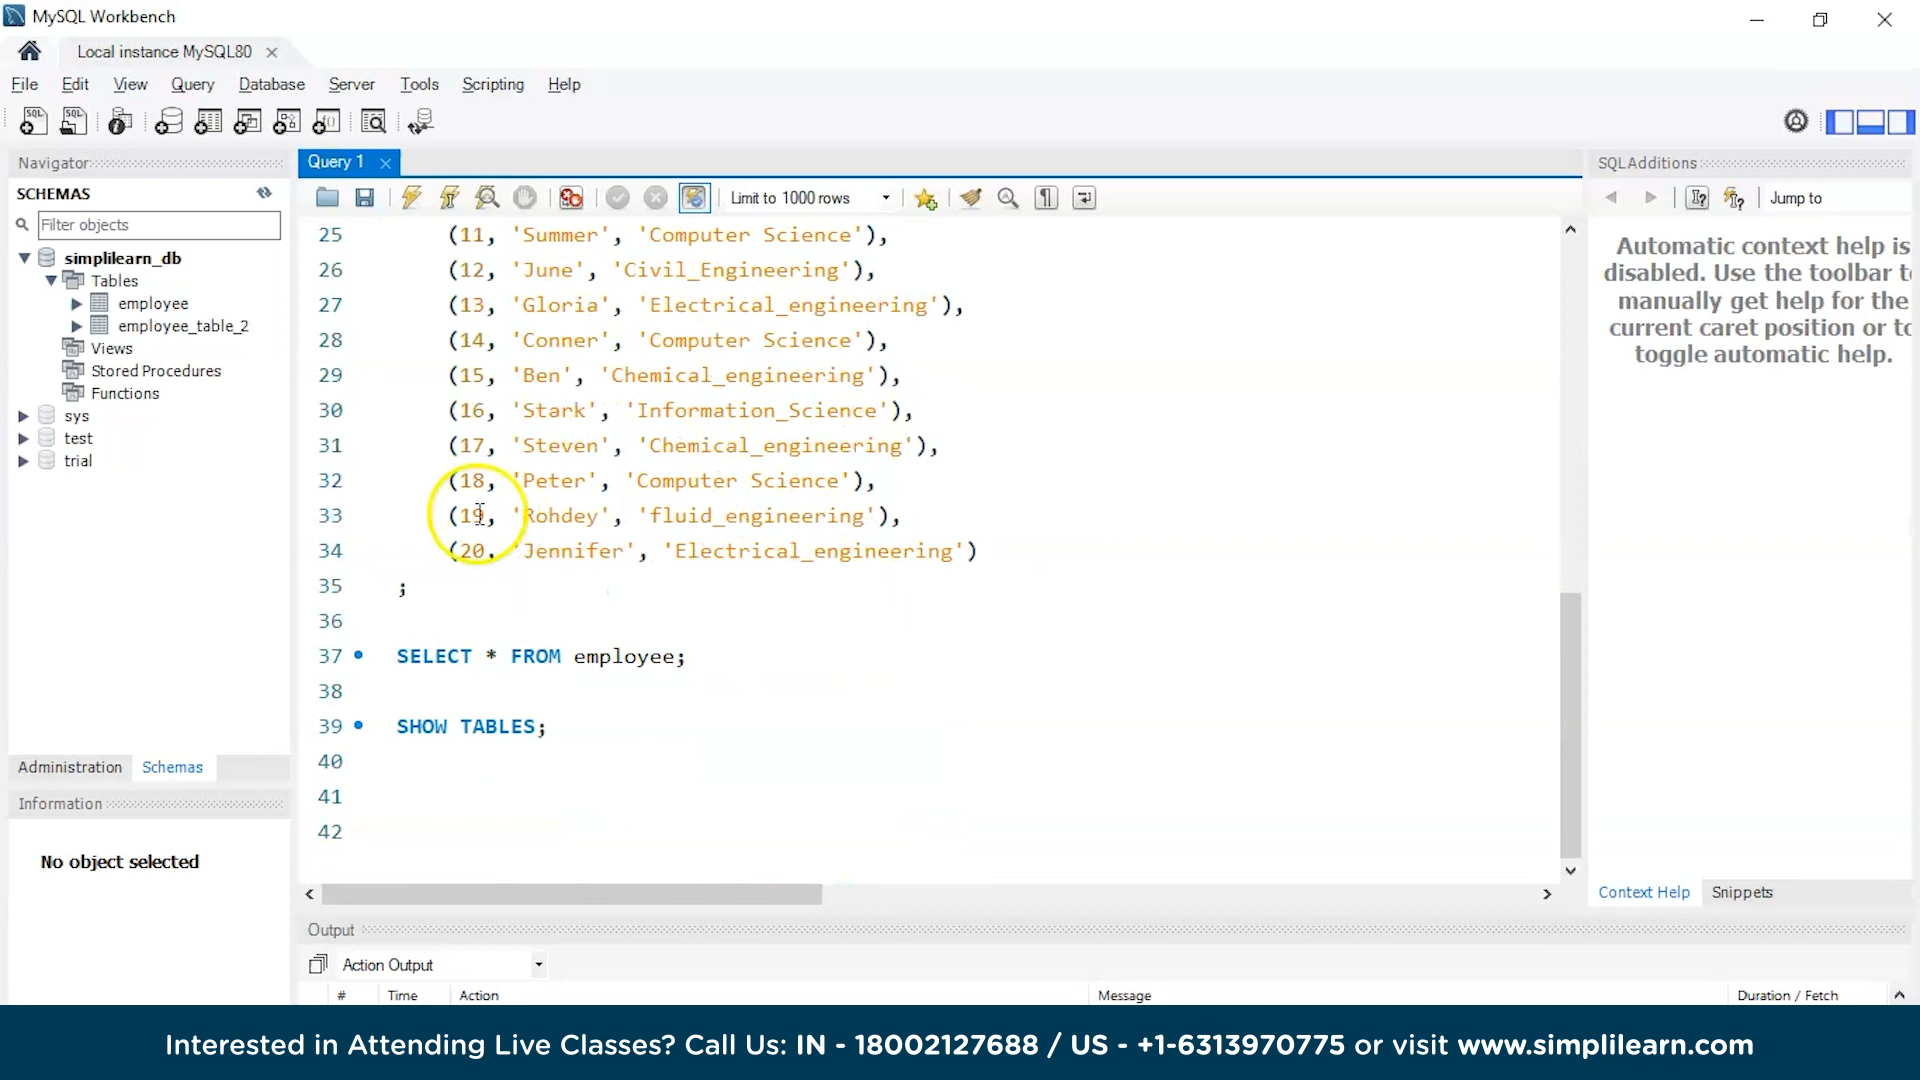 MySQL Workbench
Local instance MySQL80
File Edit View Query Database Server Tools Scripting Help
Navigator
SCHEMAS
Filter objects
simplilearn_db
Tables
employee
employee_table_2
Views
Stored Procedures
Functions
sys
test
trial
Administration Schemas
Information
No object selected
Query 1
Limit to 1000 rows
25 (11, 'Summer', 'Computer Science'),
26 (12, 'June', 'Civil_Engineering'),
27 (13, 'Gloria', 'Electrical_engineering'),
28 (14, 'Conner', 'Computer Science'),
29 (15, 'Ben', 'Chemical_engineering'),
30 (16, 'Stark', 'Information_Science'),
31 (17, 'Steven', 'Chemical_engineering'),
32 (18, 'Peter', 'Computer Science'),
33 (19, 'Rohdey', 'fluid_engineering'),
34 (20, 'Jennifer', 'Electrical_engineering')
35 ;
36
37 SELECT * FROM employee;
38
39 SHOW TABLES;
40
41
42
SQLAdditions
Jump to
Automatic context help is
disabled. Use the toolbar t
manually get help for the
current caret position or to
toggle automatic help.
Context Help Snippets
Output
Action Output
# Time Action Message Duration / Fetch
Interested in Attending Live Classes? Call Us: IN - 18002127688 / US - +1-6313970775 or visit www.simplilearn.com